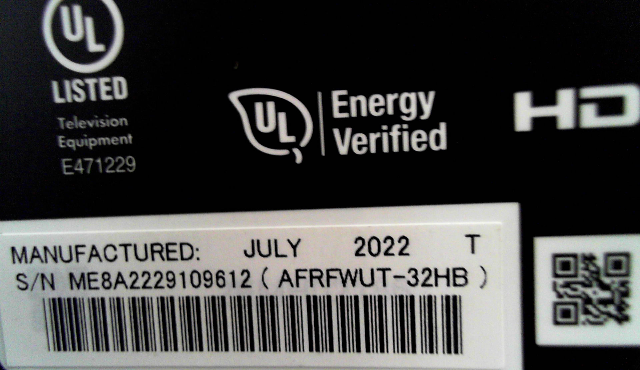 UL
LISTED
Television
Equipment
E471229
UL Energy
Verified
HD
MANUFACTURED: JULY 2022 T
S/N ME8A2229109612 ( AFRFWUT-32HB )